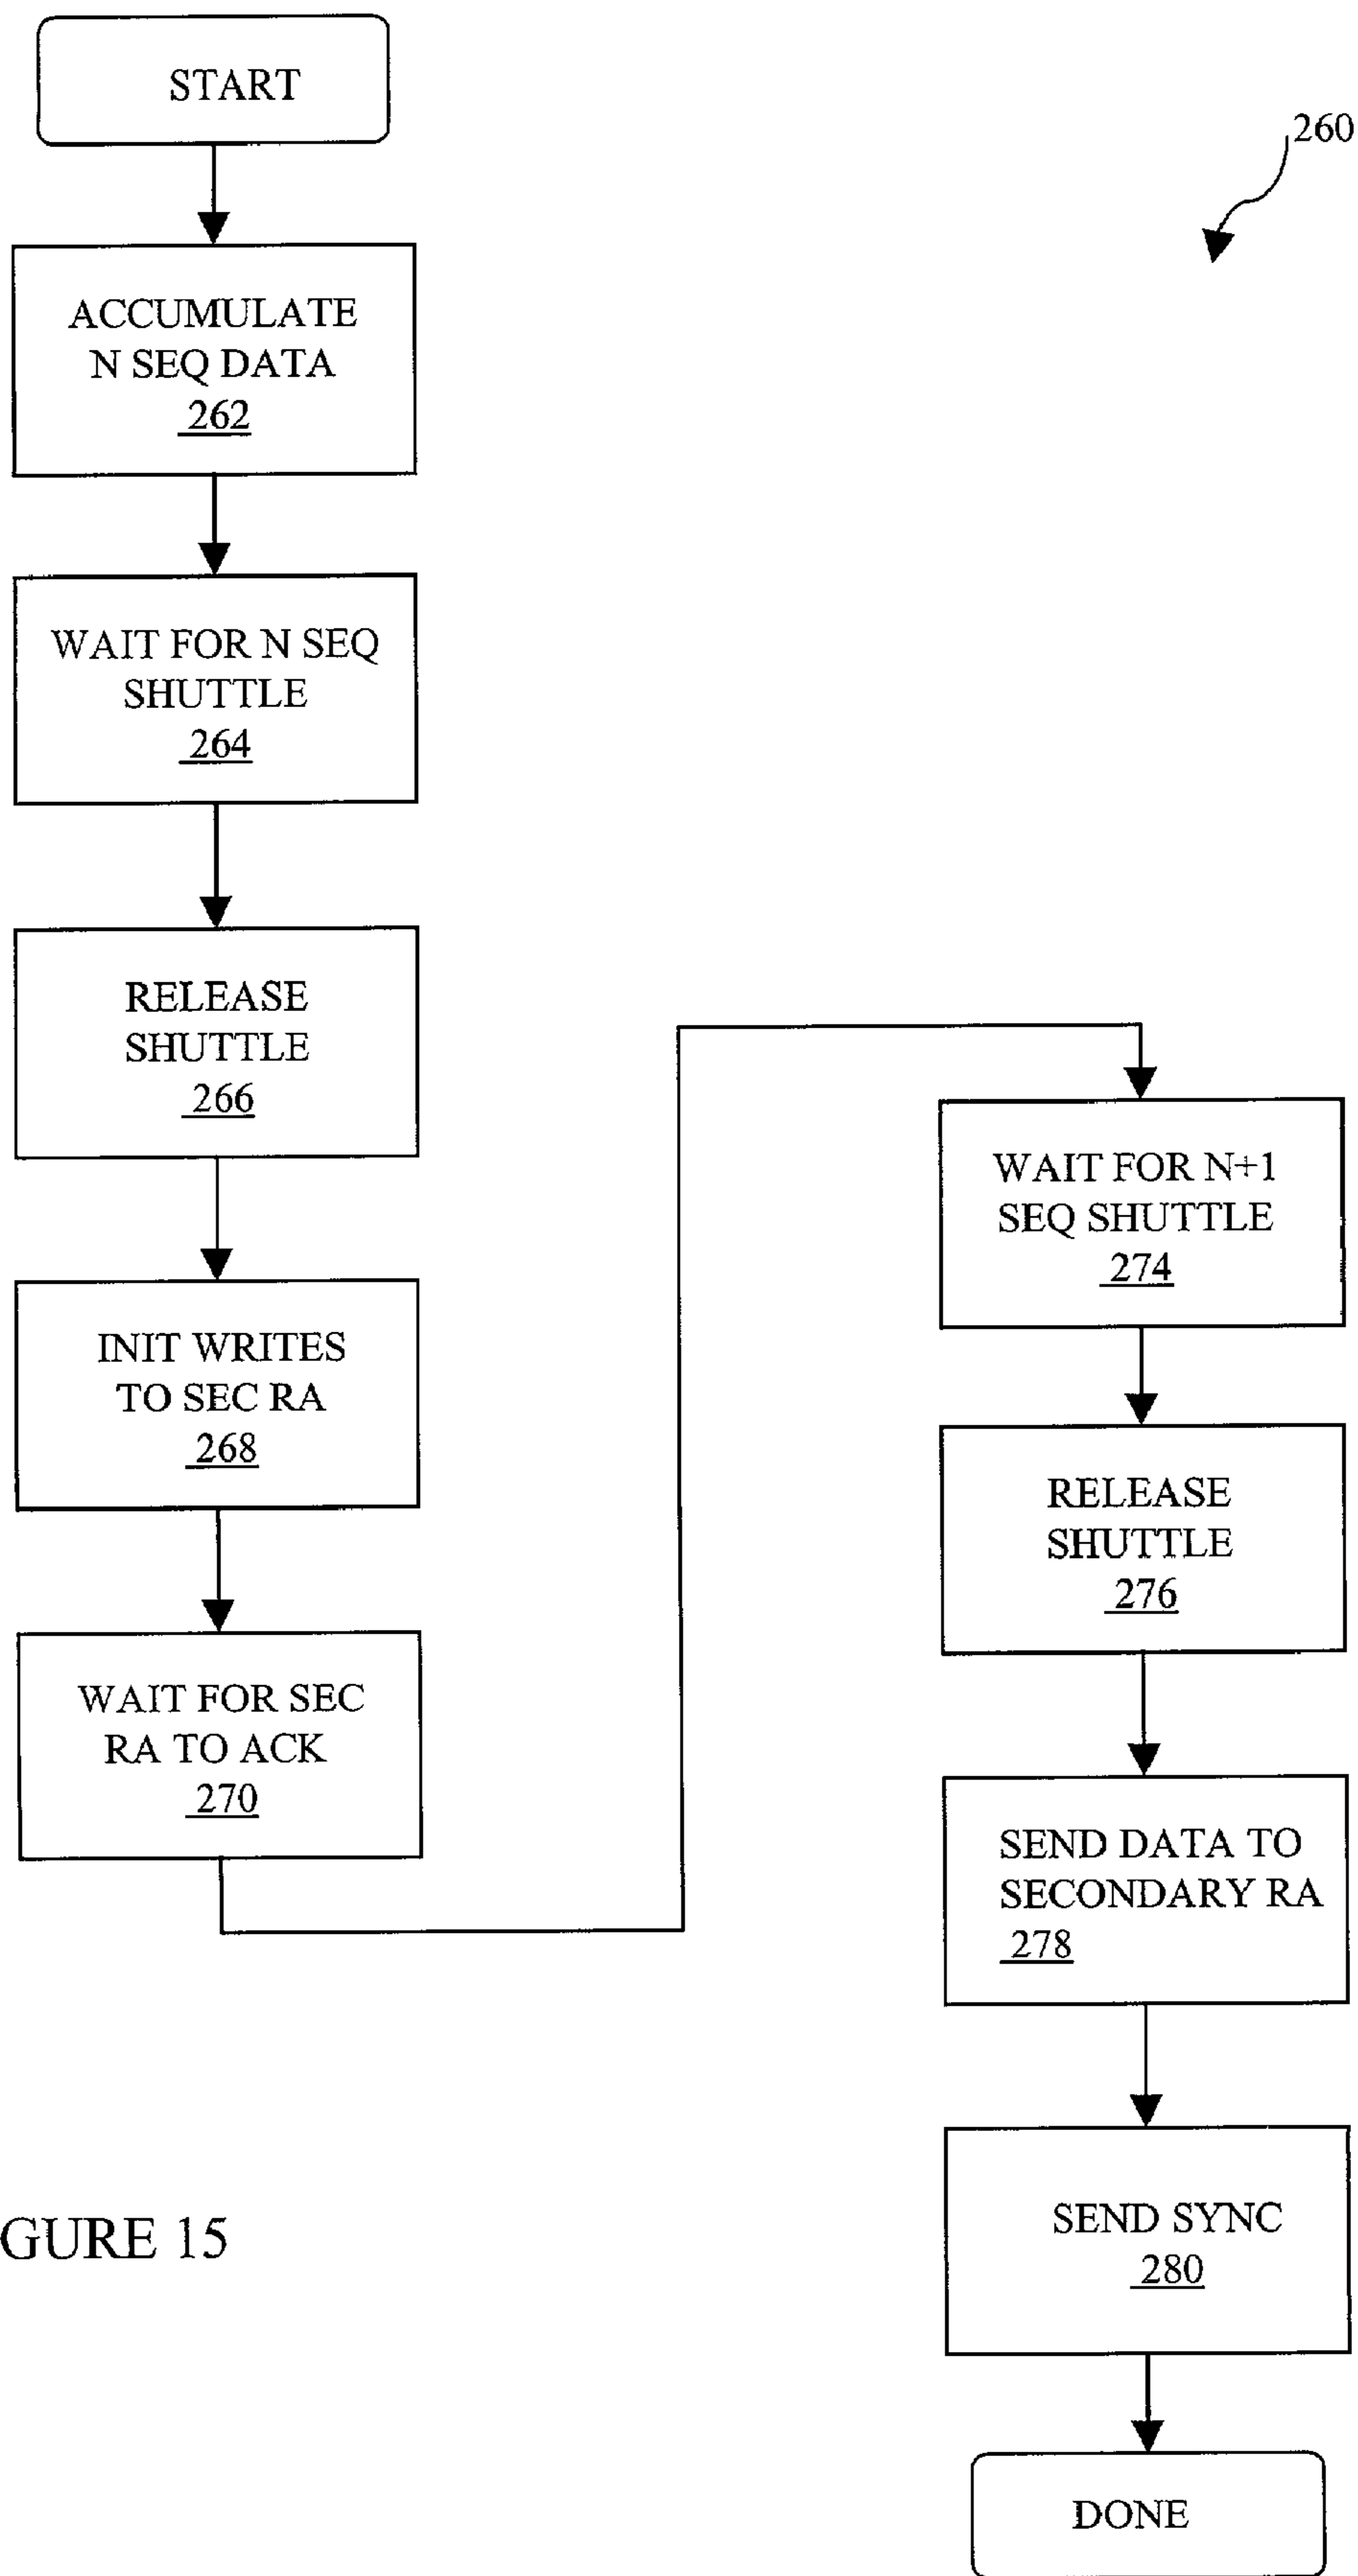 START
260
ACCUMULATE
N SEQ DATA
262
WAIT FOR N SEQ
SHUTTLE
264
RELEASE
SHUTTLE
266
INIT WRITES
TO SEC RA
268
WAIT FOR SEC
RA TO ACK
270
WAIT FOR N+1
SEQ SHUTTLE
274
RELEASE
SHUTTLE
276
SEND DATA TO
SECONDARY RA
278
SEND SYNC
280
DONE
GURE 15